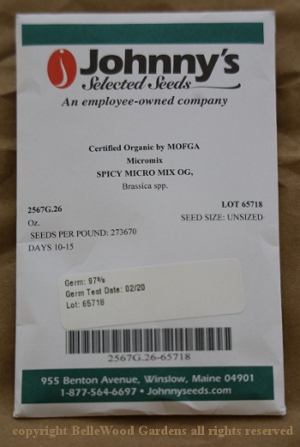 Johnny's
Selected Seeds
An employee-owned company
Certified Organic by MOFGA
Micromix
SPICY MICRO MIX OG,
Brassica spp.
2567G.26 LOT 65718
Oz. SEED SIZE: UNSIZED
SEEDS PER POUND: 273670
DAYS 10-15
Germ: 97%
Germ Test Date: 02/20
Lot: 65718
2567G.26-65718
955 Benton Avenue, Winslow, Maine 04901
1-877-564-6697 • Johnnyseeds.com
copyright BelleWood Gardens all rights reserved